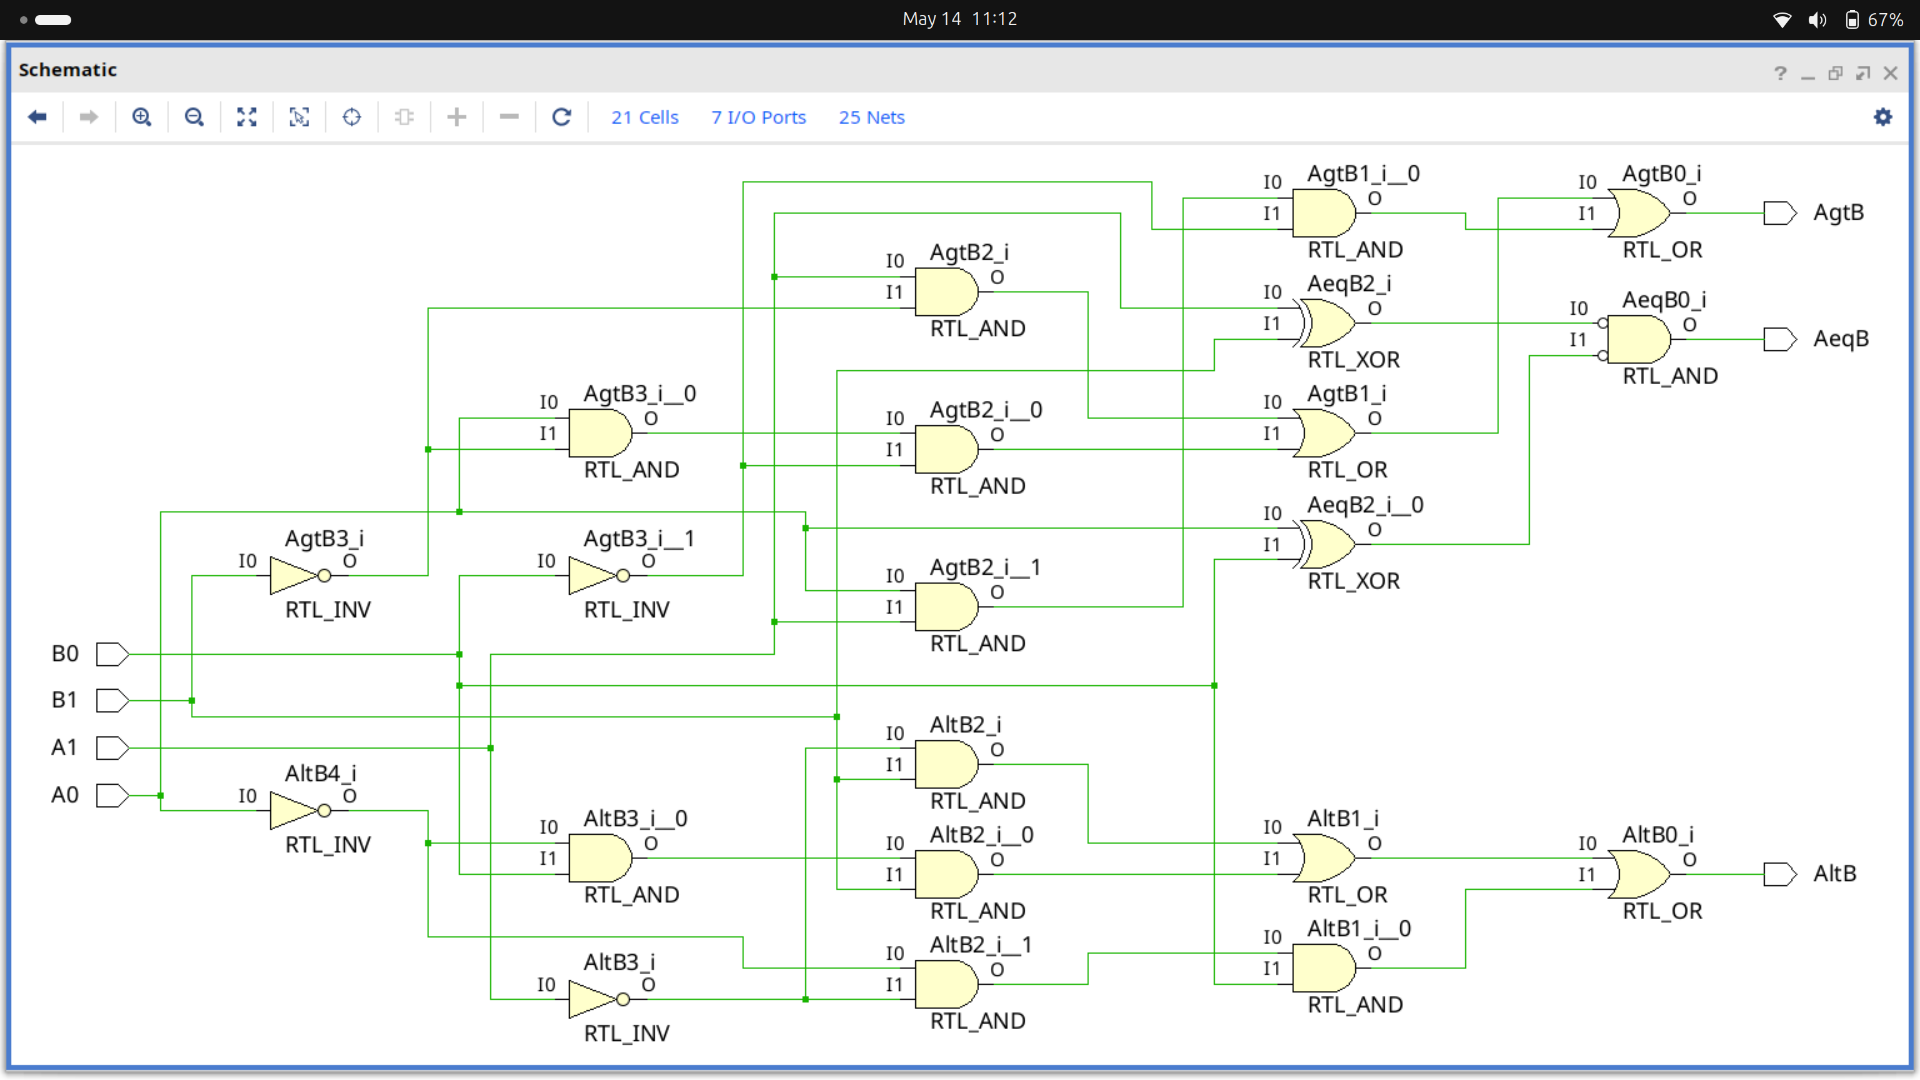 May 14 11:12
67%
Schematic
21 Cells 7 I/O Ports 25 Nets
AgtB1_i__0
I0
I1
O
RTL_AND
AgtB0_i
I0
I1
O
RTL_OR
AgtB
AgtB2_i
I0
I1
O
RTL_AND
AeqB2_i
I0
I1
O
RTL_XOR
AeqB0_i
I0
I1
O
RTL_AND
AeqB
AgtB3_i__0
I0
I1
O
RTL_AND
AgtB2_i__0
I0
I1
O
RTL_AND
AgtB1_i
I0
I1
O
RTL_OR
AgtB3_i
I0
O
RTL_INV
AgtB3_i__1
I0
O
RTL_INV
AgtB2_i__1
I0
I1
O
RTL_AND
AeqB2_i__0
I0
I1
O
RTL_XOR
B0
B1
A1
A0
AltB4_i
I0
O
RTL_INV
AltB3_i__0
I0
I1
O
RTL_AND
AltB3_i
I0
O
RTL_INV
AltB2_i
I0
I1
O
RTL_AND
AltB2_i__0
I0
I1
O
RTL_AND
AltB2_i__1
I0
I1
O
RTL_AND
AltB1_i
I0
I1
O
RTL_OR
AltB1_i__0
I0
I1
O
RTL_AND
AltB0_i
I0
I1
O
RTL_OR
AltB